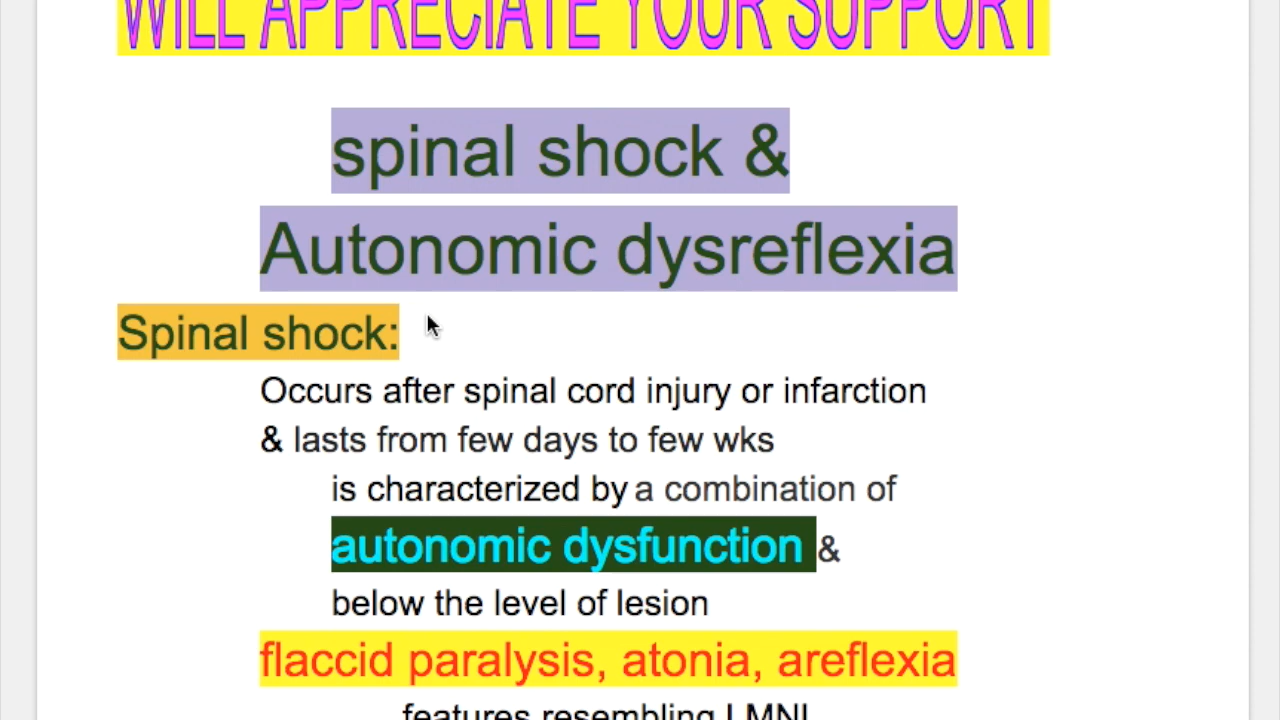 WILL APPRECIATE YOUR SUPPORT
spinal shock &
Autonomic dysreflexia
Spinal shock:
Occurs after spinal cord injury or infarction
& lasts from few days to few wks
is characterized by a combination of
autonomic dysfunction &
below the level of lesion
flaccid paralysis, atonia, areflexia
features resembling LMNL